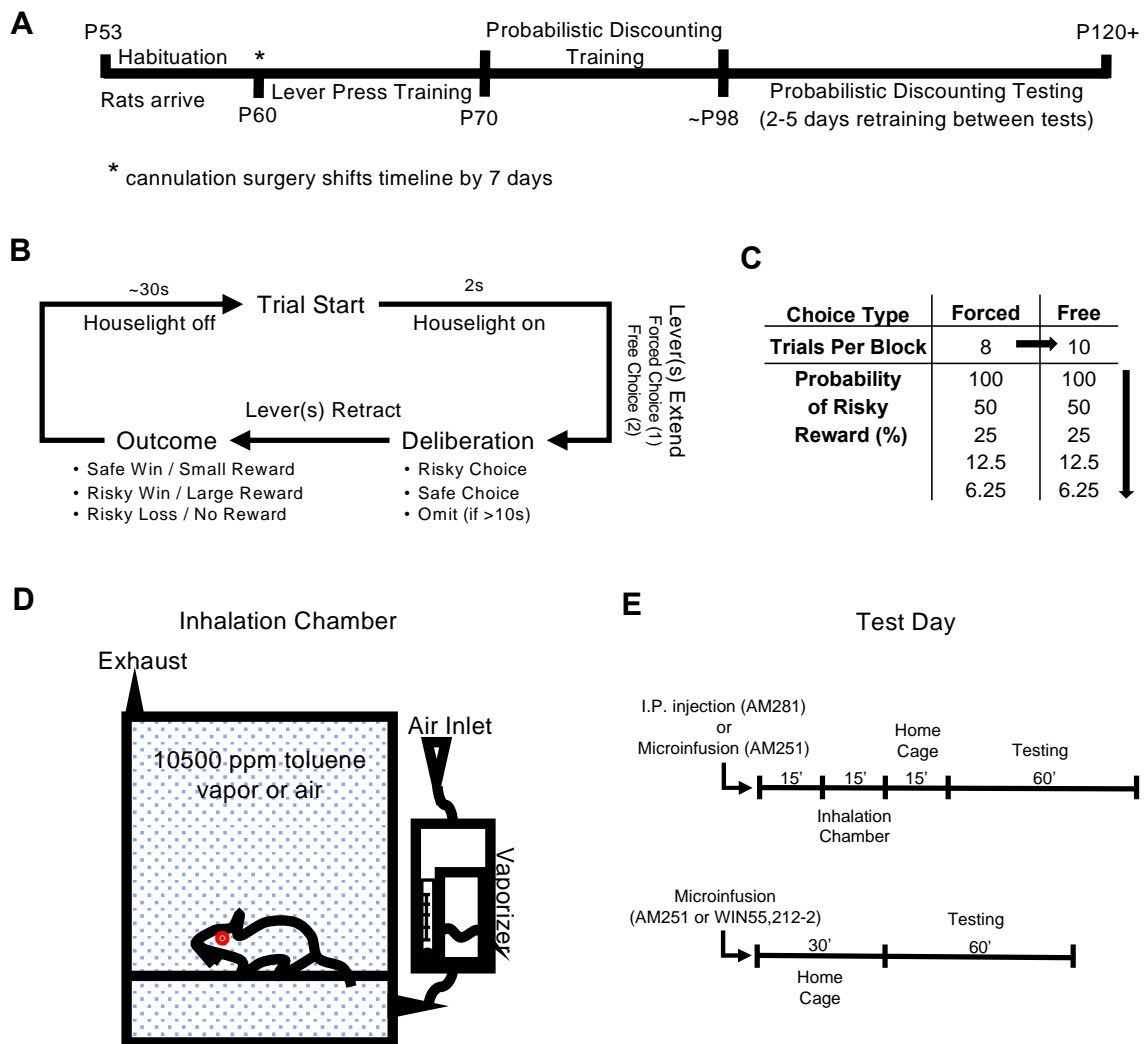 A
P53
Habituation
*
Probabilistic Discounting
Training
P120+
Rats arrive
P60
Lever Press Training
P70
~P98
Probabilistic Discounting Testing
(2-5 days retraining between tests)
* cannulation surgery shifts timeline by 7 days
B
~30s
Houselight off
Trial Start
2s
Houselight on
Lever(s) Extend
Forced Choice (1)
Free Choice (2)
Lever(s) Retract
Deliberation
• Risky Choice
• Safe Choice
• Omit (if >10s)
Outcome
• Safe Win / Small Reward
• Risky Win / Large Reward
• Risky Loss / No Reward
C
Choice Type Forced Free
Trials Per Block 8 10
Probability 100 100
of Risky 50 50
Reward (%) 25 25
12.5 12.5
6.25 6.25
D
Inhalation Chamber
Exhaust
Air Inlet
10500 ppm toluene
vapor or air
Vaporizer
E
Test Day
I.P. injection (AM281)
or
Microinfusion (AM251)
15'
15'
Inhalation
Chamber
Home
Cage
15'
Testing
60'
Microinfusion
(AM251 or WIN55,212-2)
30'
Home
Cage
Testing
60'